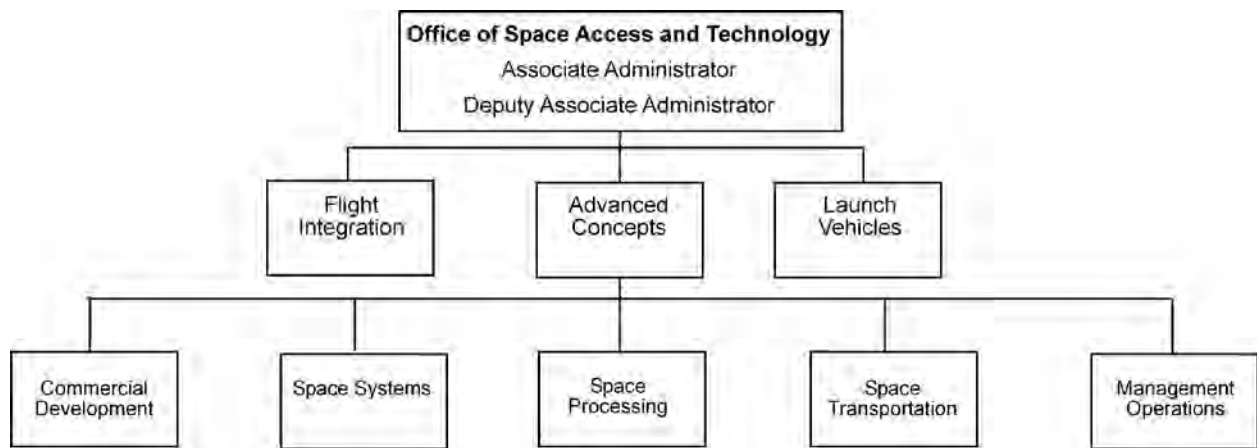 Office of Space Access and Technology
Associate Administrator
Deputy Associate Administrator
Flight
Integration
Advanced
Concepts
Launch
Vehicles
Commercial
Development
Space Systems
Space
Processing
Space
Transportation
Management
Operations